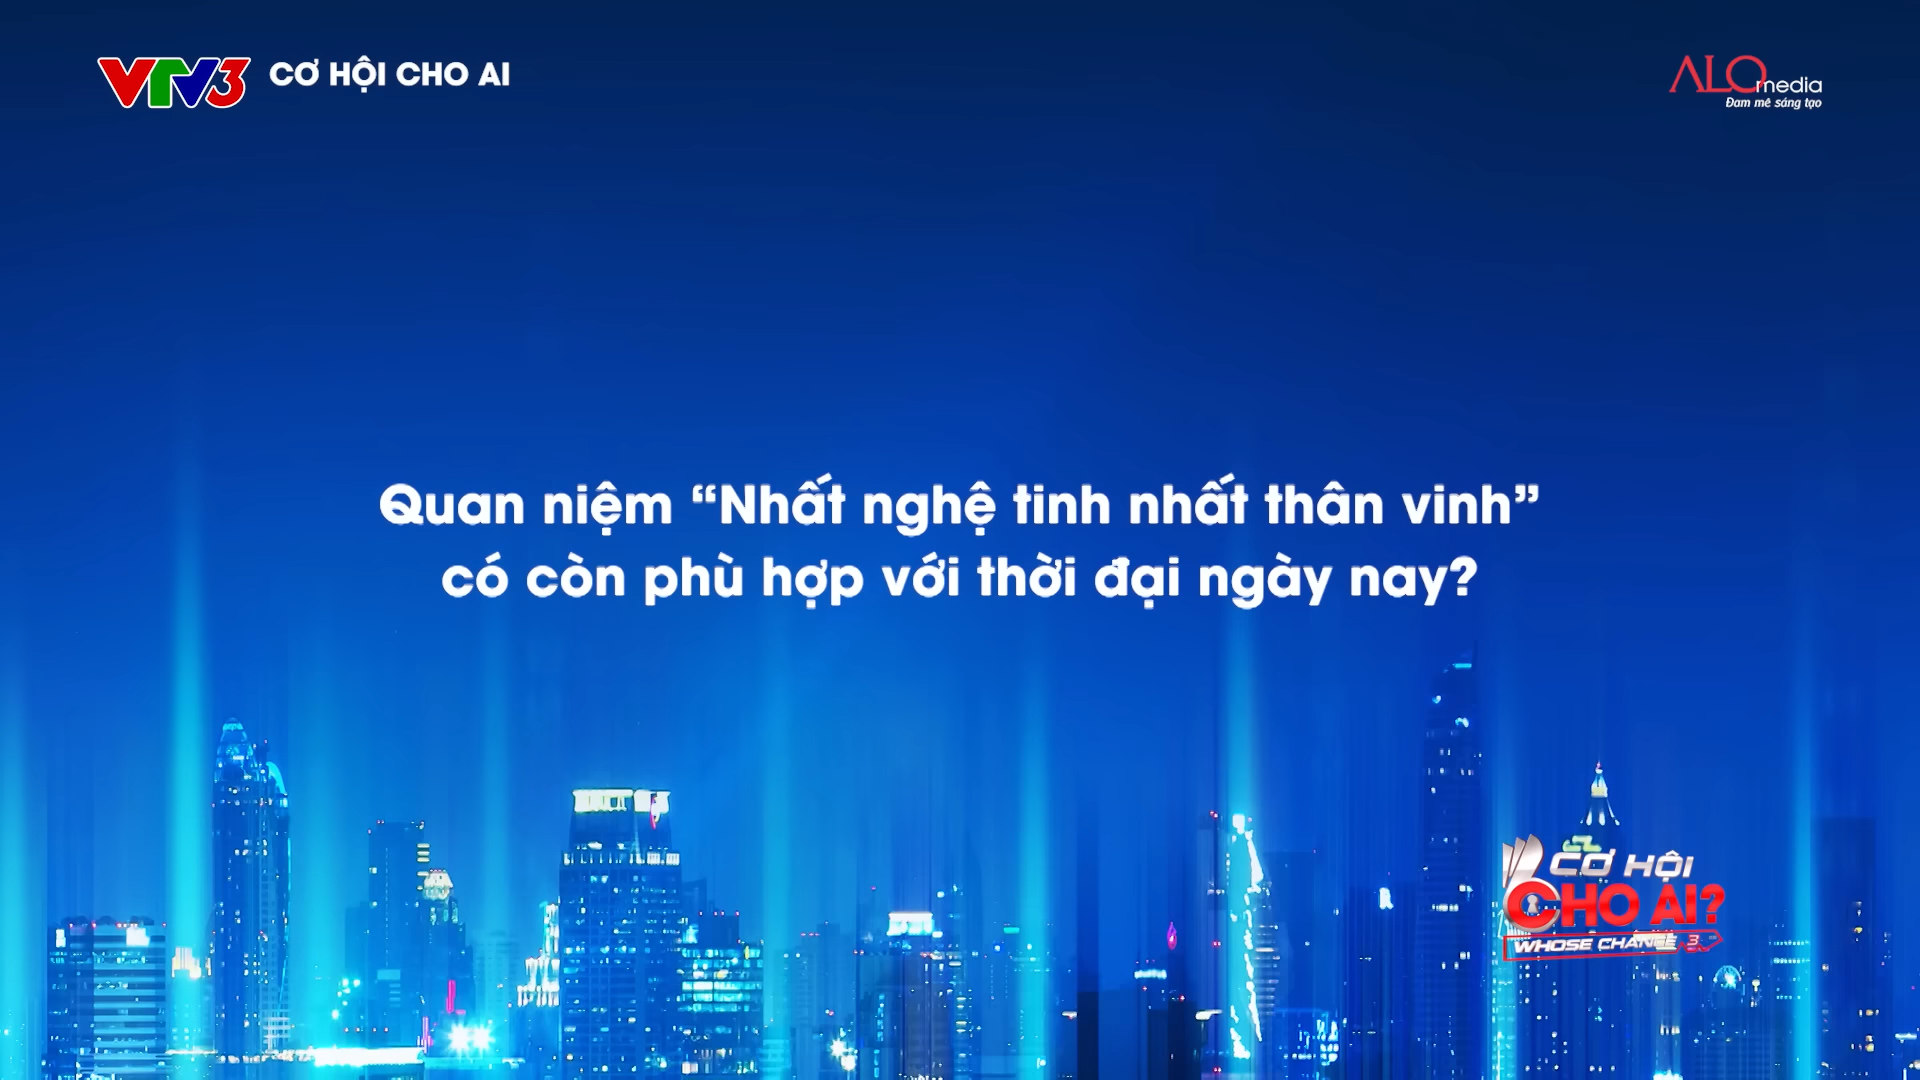 VTV3 CƠ HỘI CHO AI
ALO media
Đam mê sáng tạo
Quan niệm “Nhất nghệ tinh nhất thân vinh”
có còn phù hợp với thời đại ngày nay?
CƠ HỘI
CHO AI?
WHOSE CHANCE 3